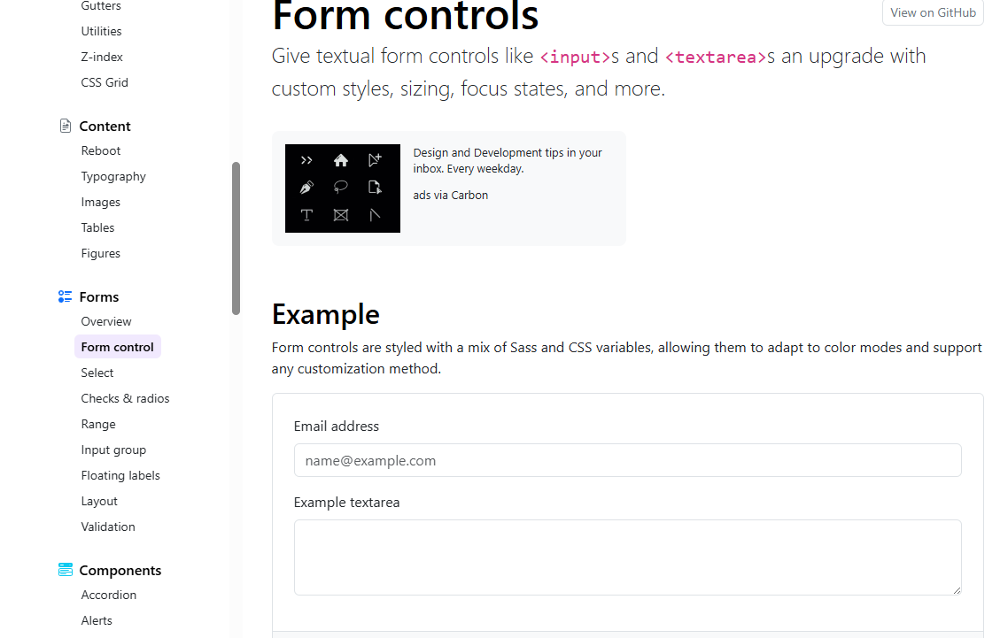 Gutters
Utilities
Z-index
CSS Grid
Content
Reboot
Typography
Images
Tables
Figures
Forms
Overview
Form control
Select
Checks & radios
Range
Input group
Floating labels
Layout
Validation
Components
Accordion
Alerts
Form controls
View on GitHub
Give textual form controls like <input>s and <textarea>s an upgrade with
custom styles, sizing, focus states, and more.
Design and Development tips in your
inbox. Every weekday.
ads via Carbon
Example
Form controls are styled with a mix of Sass and CSS variables, allowing them to adapt to color modes and support
any customization method.
Email address
name@example.com
Example textarea